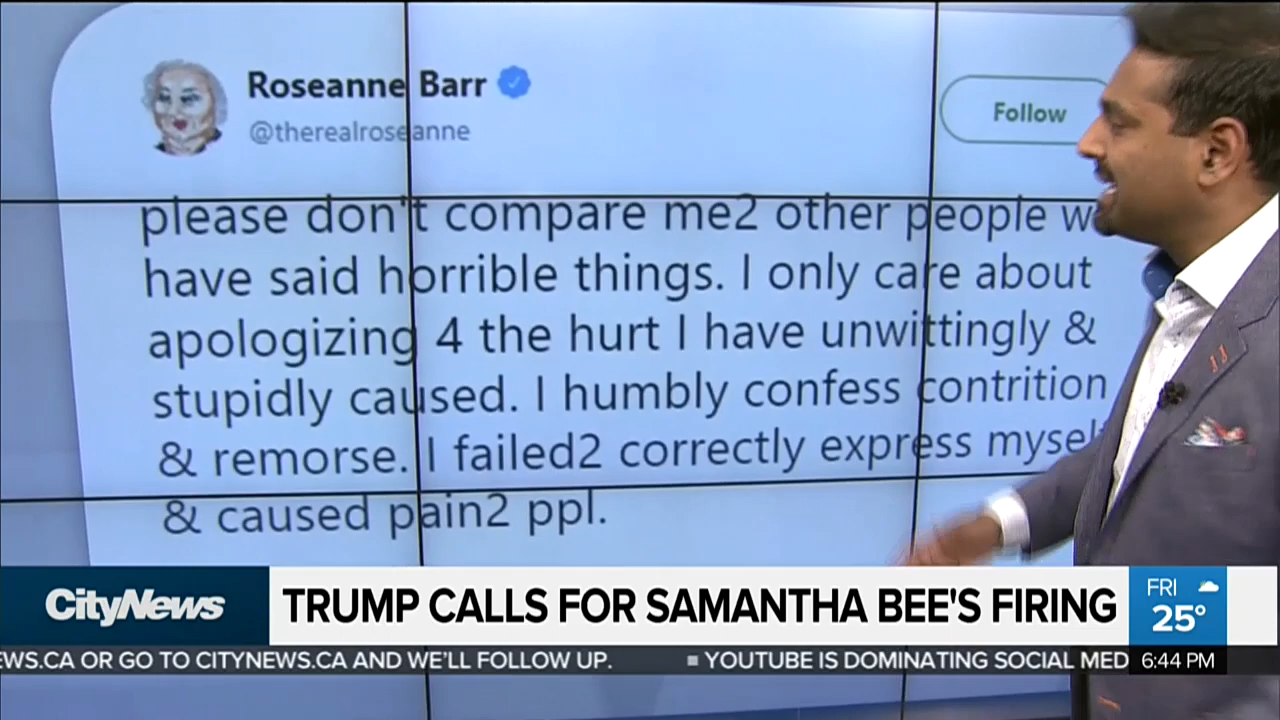 Roseanne Barr
@therealroseanne
Follow
please don't compare me2 other people
have said horrible things. I only care about
apologizing 4 the hurt I have unwittingly &
stupidly caused. I humbly confess contrition
& remorse. I failed2 correctly express
& caused pain2 ppl.
CityNews
TRUMP CALLS FOR SAMANTHA BEE'S FIRING
FRI
25°
EWS.CA OR GO TO CITYNEWS.CA AND WE'LL FOLLOW UP.
■ YOUTUBE IS DOMINATING SOCIAL MED
6:44 PM